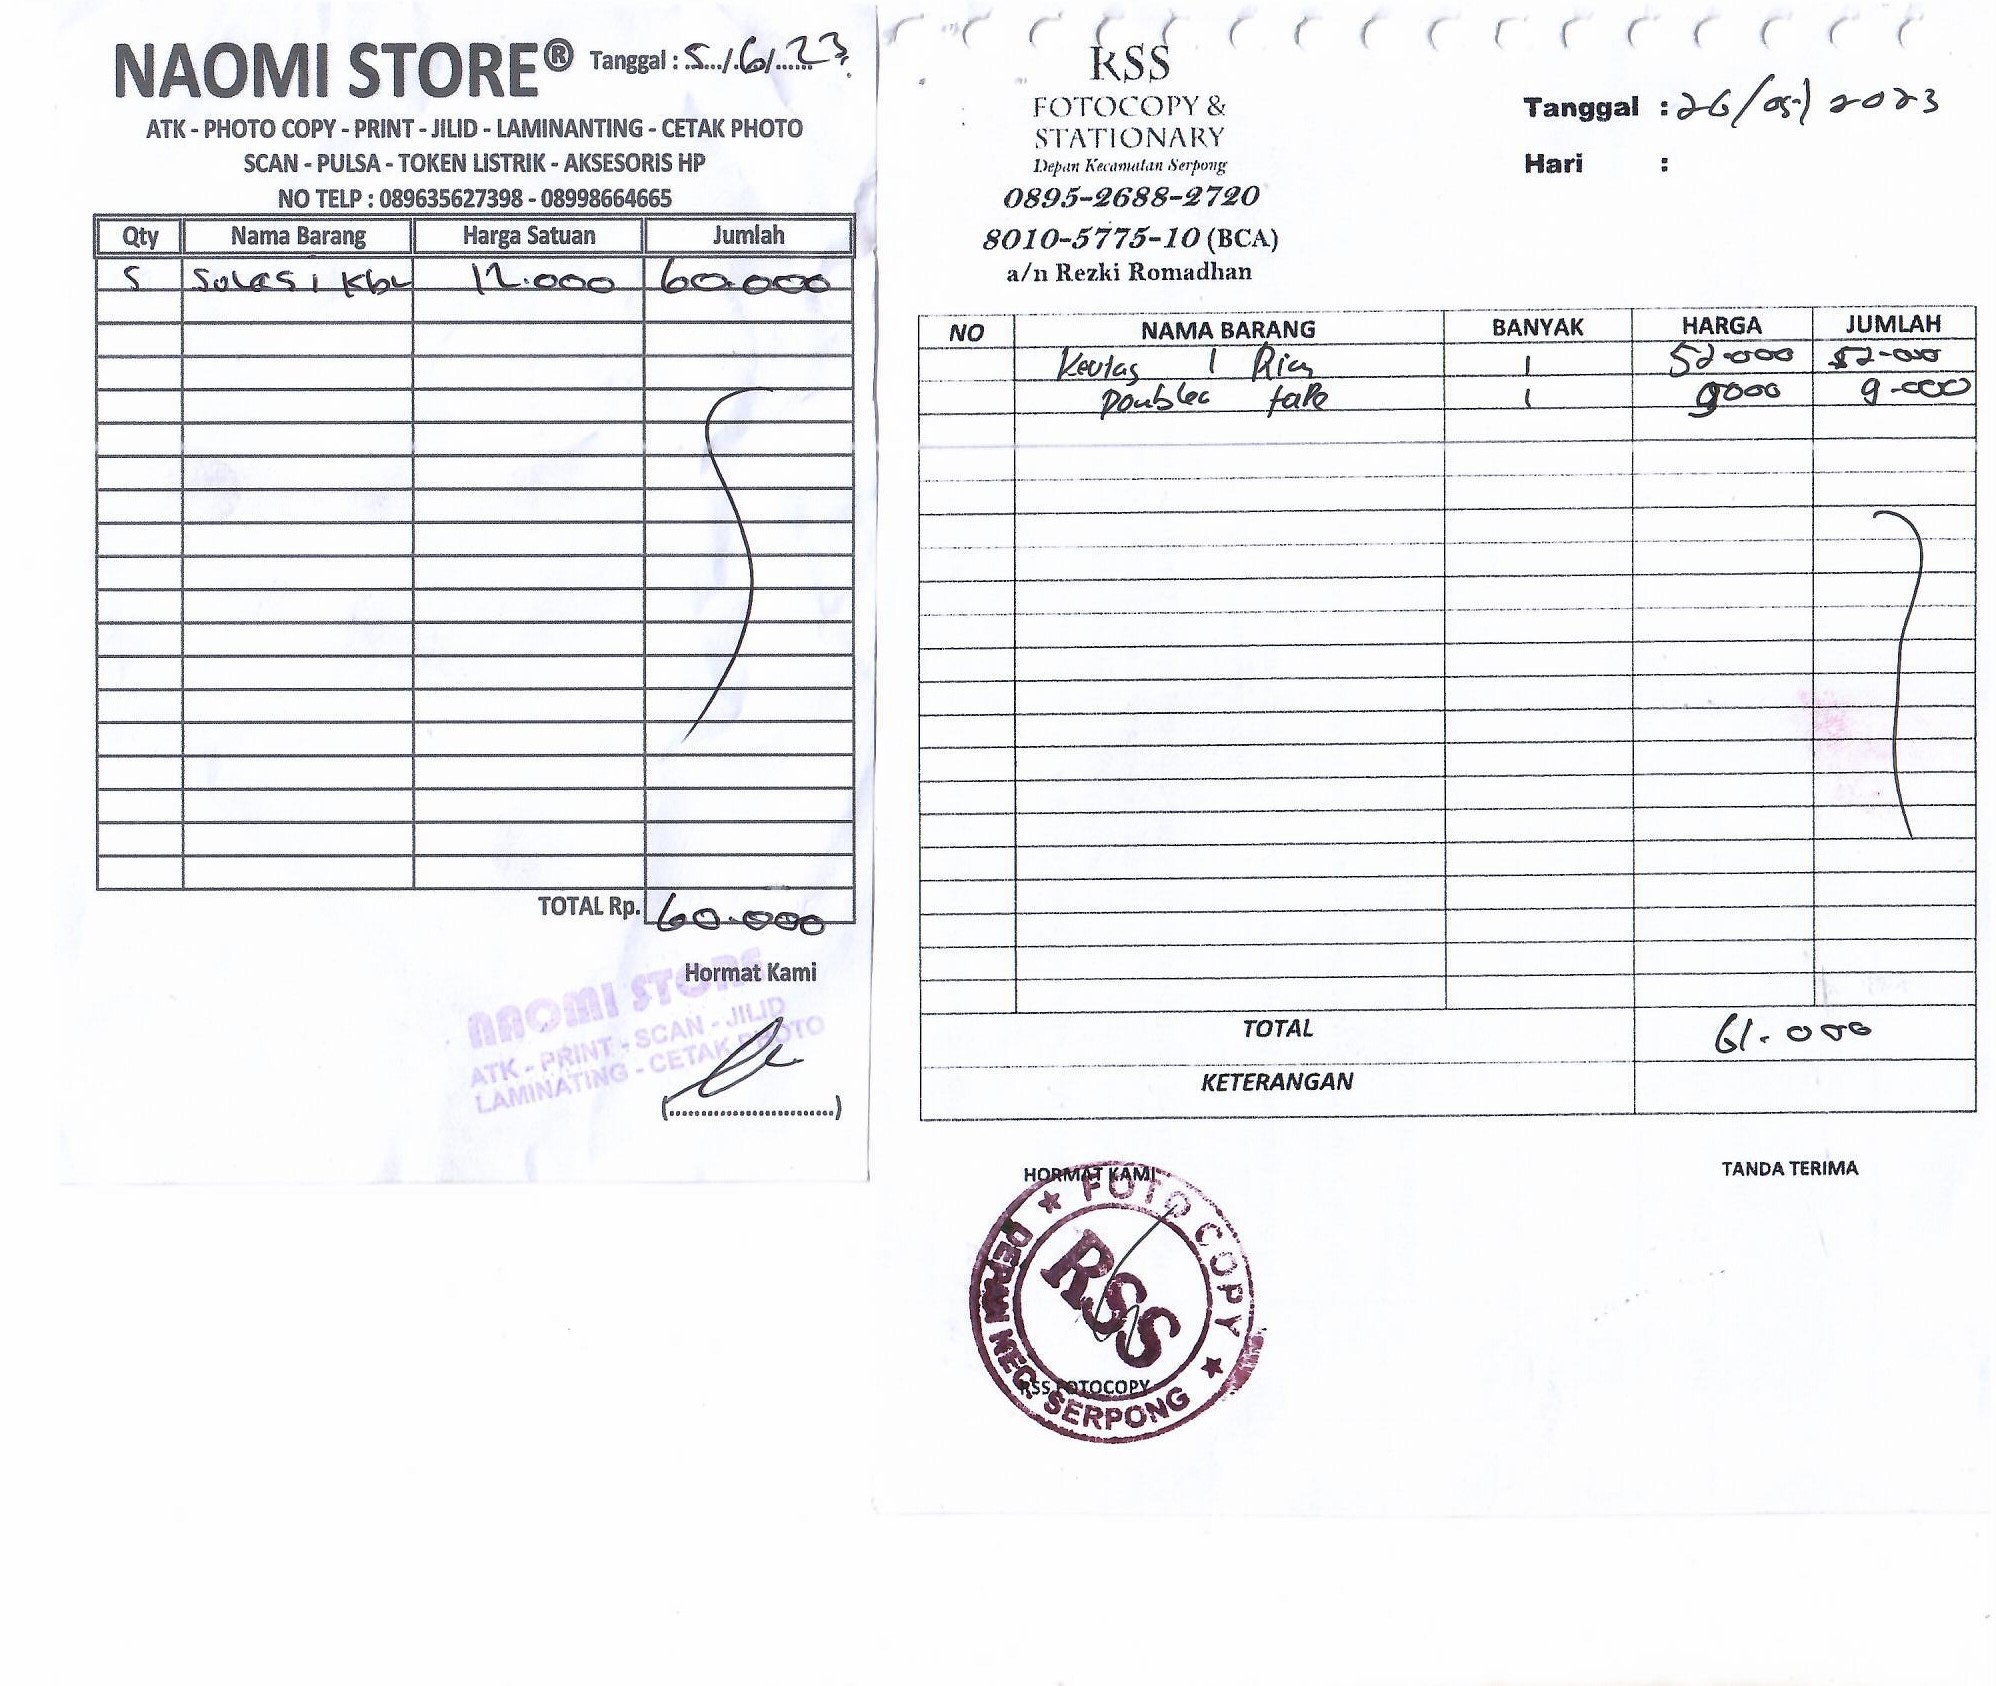 NAOMI STORE® Tanggal : 5/6/23
ATK - PHOTO COPY - PRINT - JILID - LAMINANTING - CETAK PHOTO
SCAN - PULSA - TOKEN LISTRIK - AKSESORIS HP
NO TELP : 089635627398 - 08998664665
Qty Nama Barang Harga Satuan Jumlah
5 12.000 60.000
TOTAL Rp. 60.000
Hormat Kami
NAOMI STORE
ATK - PRINT - SCAN - JILID
LAMINATING - CETAK PHOTO
(........................)
RSS
FOTOCOPY &
STATIONARY
Depan Kecamatan Serpong
0895-2688-2720
8010-5775-10 (BCA)
a/n Rezki Romadhan
Tanggal : 26/05/2023
Hari :
NO NAMA BARANG BANYAK HARGA JUMLAH
1 Rim 1 52.000 52.000
tape 1 9000 9.000
TOTAL 61.000
KETERANGAN
HORMAT KAMI
TANDA TERIMA
FOTO COPY
RSS
DEPAN KEC. SERPONG
RSS FOTOCOPY